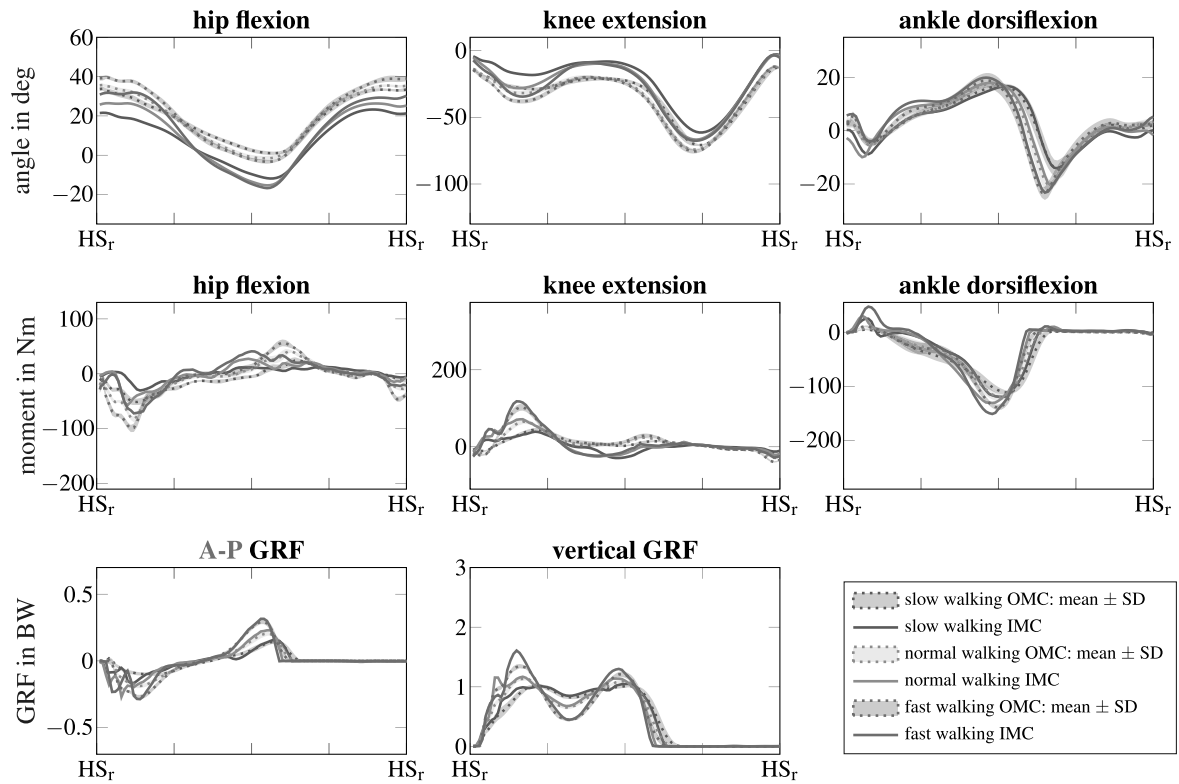 hip flexion knee extension ankle dorsiflexion
angle in deg
60
40
20
0
−20
0
−50
−100
20
0
−20
HSr HSr HSr HSr HSr HSr
hip flexion knee extension ankle dorsiflexion
moment in Nm
100
0
−100
−200
200
0
0
−100
−200
HSr HSr HSr HSr HSr HSr
A-P GRF vertical GRF
GRF in BW
0.5
0
−0.5
3
2
1
0
HSr HSr HSr HSr
slow walking OMC: mean ± SD
slow walking IMC
normal walking OMC: mean ± SD
normal walking IMC
fast walking OMC: mean ± SD
fast walking IMC